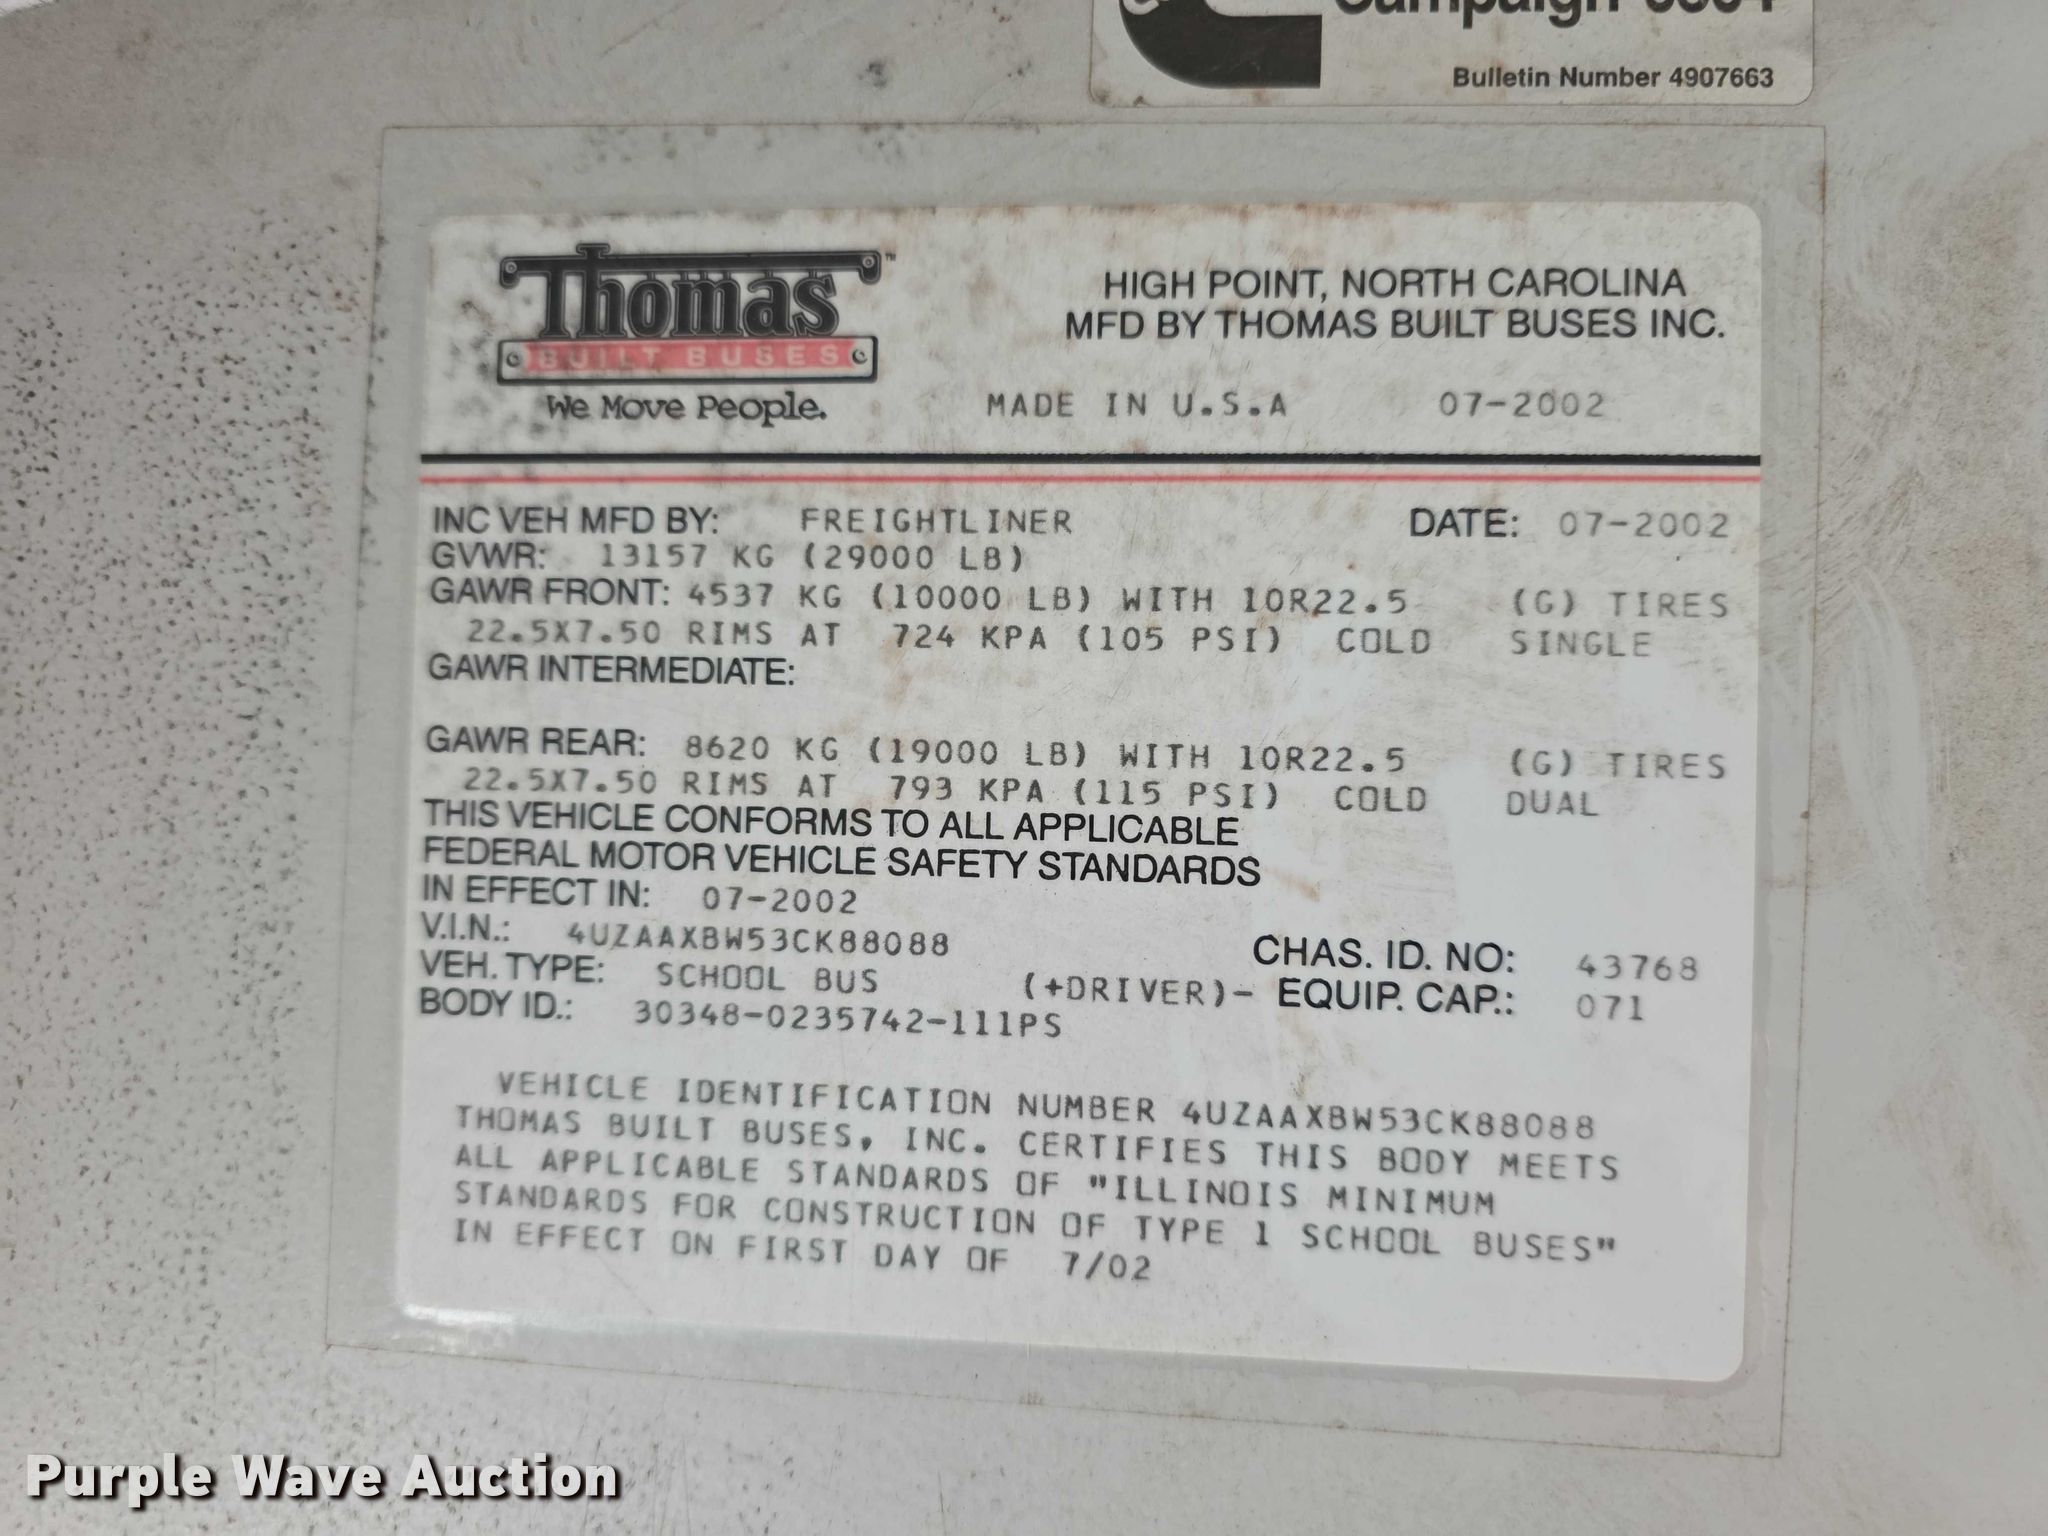 Bulletin Number 4907663
Thomas ™
BUILT BUSES
We Move People.
HIGH POINT, NORTH CAROLINA
MFD BY THOMAS BUILT BUSES INC.
MADE IN U.S.A 07-2002
INC VEH MFD BY: FREIGHTLINER DATE: 07-2002
GVWR: 13157 KG (29000 LB)
GAWR FRONT: 4537 KG (10000 LB) WITH 10R22.5 (G) TIRES
22.5X7.50 RIMS AT 724 KPA (105 PSI) COLD SINGLE
GAWR INTERMEDIATE:
GAWR REAR: 8620 KG (19000 LB) WITH 10R22.5 (G) TIRES
22.5X7.50 RIMS AT 793 KPA (115 PSI) COLD DUAL
THIS VEHICLE CONFORMS TO ALL APPLICABLE
FEDERAL MOTOR VEHICLE SAFETY STANDARDS
IN EFFECT IN: 07-2002
V.I.N.: 4UZAAXBW53CK88088 CHAS. ID. NO: 43768
VEH. TYPE: SCHOOL BUS (+DRIVER)- EQUIP. CAP.: 071
BODY ID.: 30348-0235742-111PS
VEHICLE IDENTIFICATION NUMBER 4UZAAXBW53CK88088
THOMAS BUILT BUSES, INC. CERTIFIES THIS BODY MEETS
ALL APPLICABLE STANDARDS OF "ILLINOIS MINIMUM
STANDARDS FOR CONSTRUCTION OF TYPE 1 SCHOOL BUSES"
IN EFFECT ON FIRST DAY OF 7/02
Purple Wave Auction